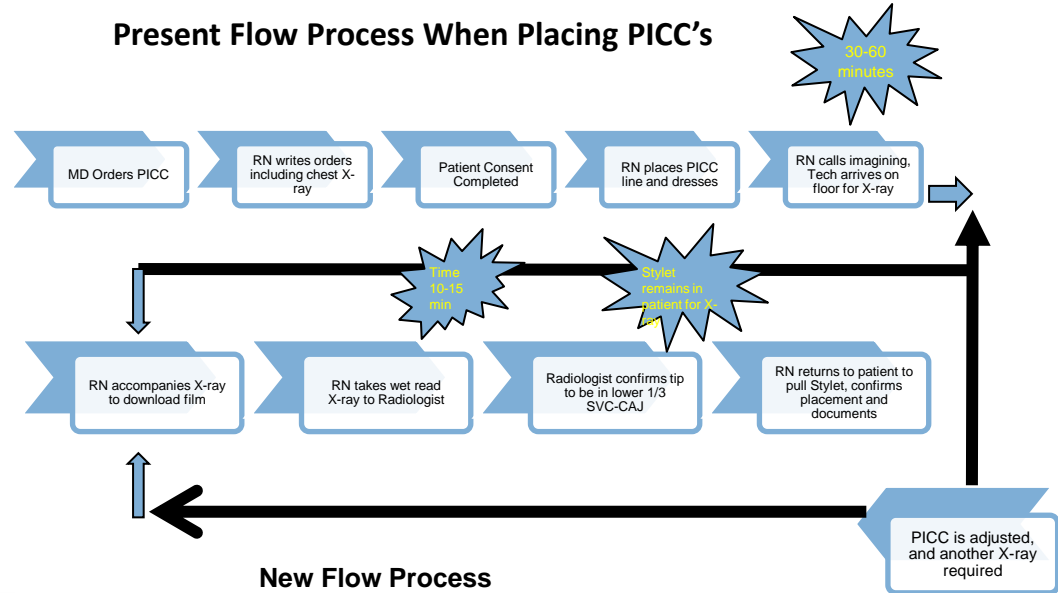 Present Flow Process When Placing PICC's
30-60
minutes
MD Orders PICC
RN writes orders
including chest X-
ray
Patient Consent
Completed
RN places PICC
line and dresses
RN calls imagining,
Tech arrives on
floor for X-ray
Time
10-15
min
Stylet
remains in
patient for X-
ray
RN accompanies X-ray
to download film
RN takes wet read
X-ray to Radiologist
Radiologist confirms tip
to be in lower 1/3
SVC-CAJ
RN returns to patient to
pull Stylet, confirms
placement and
documents
PICC is adjusted,
and another X-ray
required
New Flow Process